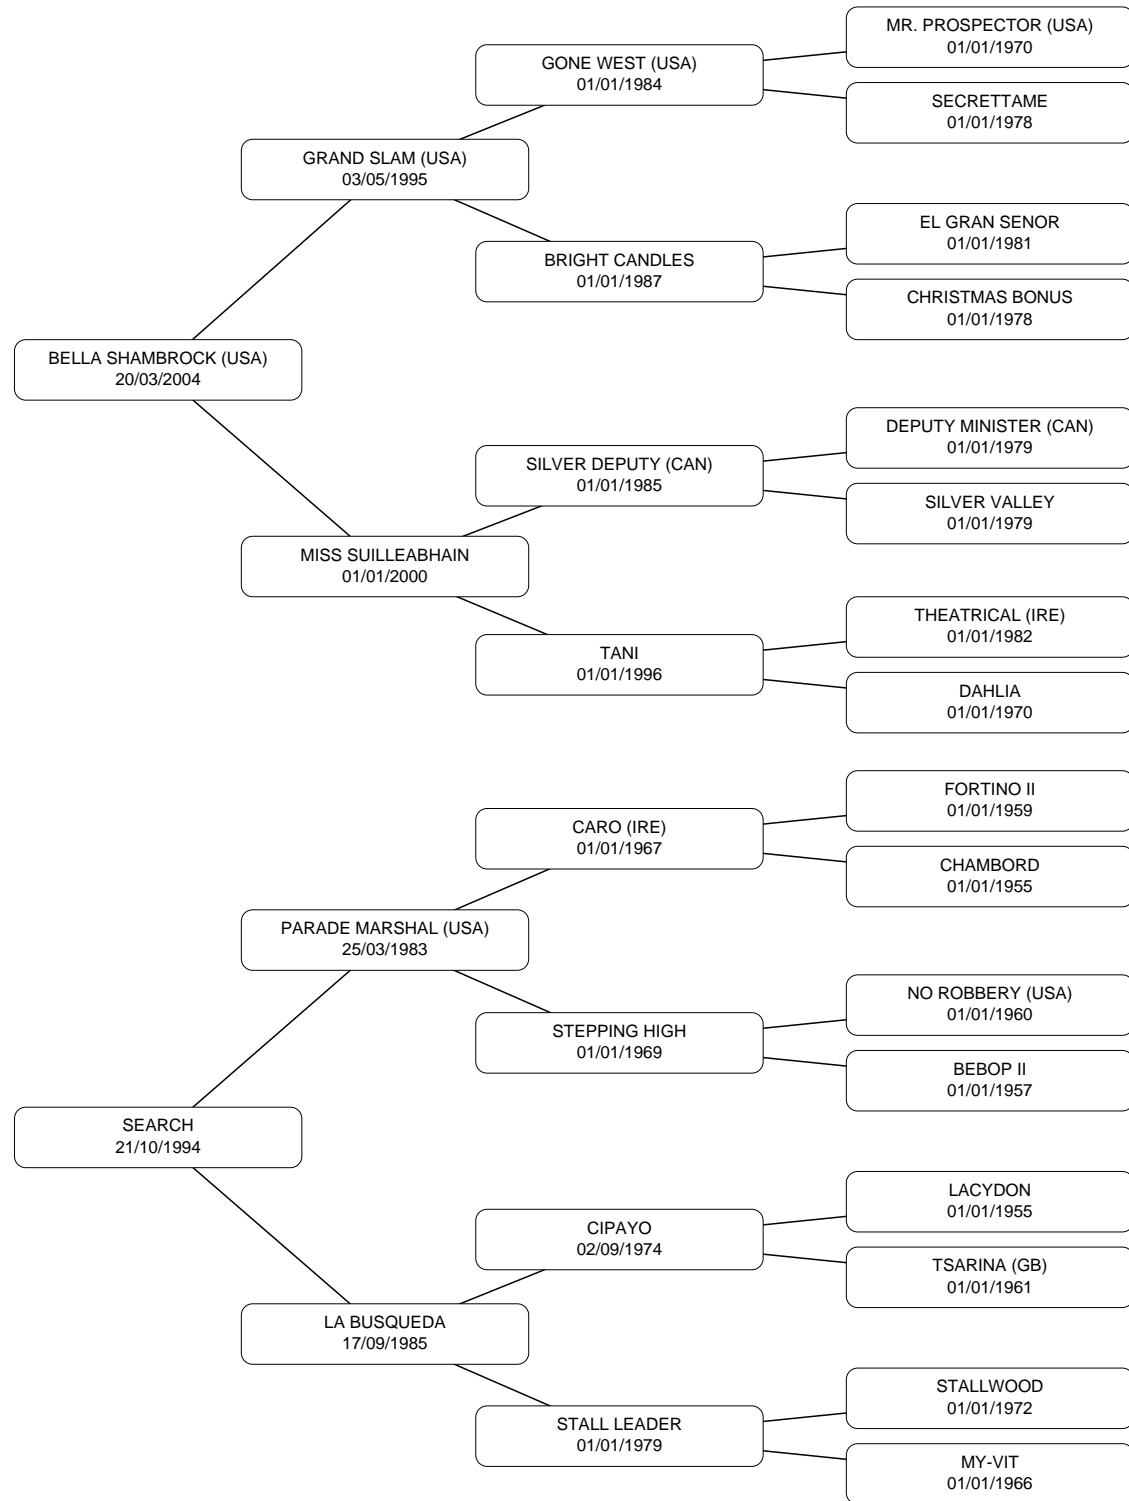 MR. PROSPECTOR (USA)
01/01/1970
GONE WEST (USA)
01/01/1984
SECRETTAME
01/01/1978
GRAND SLAM (USA)
03/05/1995
EL GRAN SENOR
01/01/1981
BRIGHT CANDLES
01/01/1987
CHRISTMAS BONUS
01/01/1978
BELLA SHAMBROCK (USA)
20/03/2004
DEPUTY MINISTER (CAN)
01/01/1979
SILVER DEPUTY (CAN)
01/01/1985
SILVER VALLEY
01/01/1979
MISS SUILLEABHAIN
01/01/2000
THEATRICAL (IRE)
01/01/1982
TANI
01/01/1996
DAHLIA
01/01/1970
FORTINO II
01/01/1959
CARO (IRE)
01/01/1967
CHAMBORD
01/01/1955
PARADE MARSHAL (USA)
25/03/1983
NO ROBBERY (USA)
01/01/1960
STEPPING HIGH
01/01/1969
BEBOP II
01/01/1957
SEARCH
21/10/1994
LACYDON
01/01/1955
CIPAYO
02/09/1974
TSARINA (GB)
01/01/1961
LA BUSQUEDA
17/09/1985
STALLWOOD
01/01/1972
STALL LEADER
01/01/1979
MY-VIT
01/01/1966